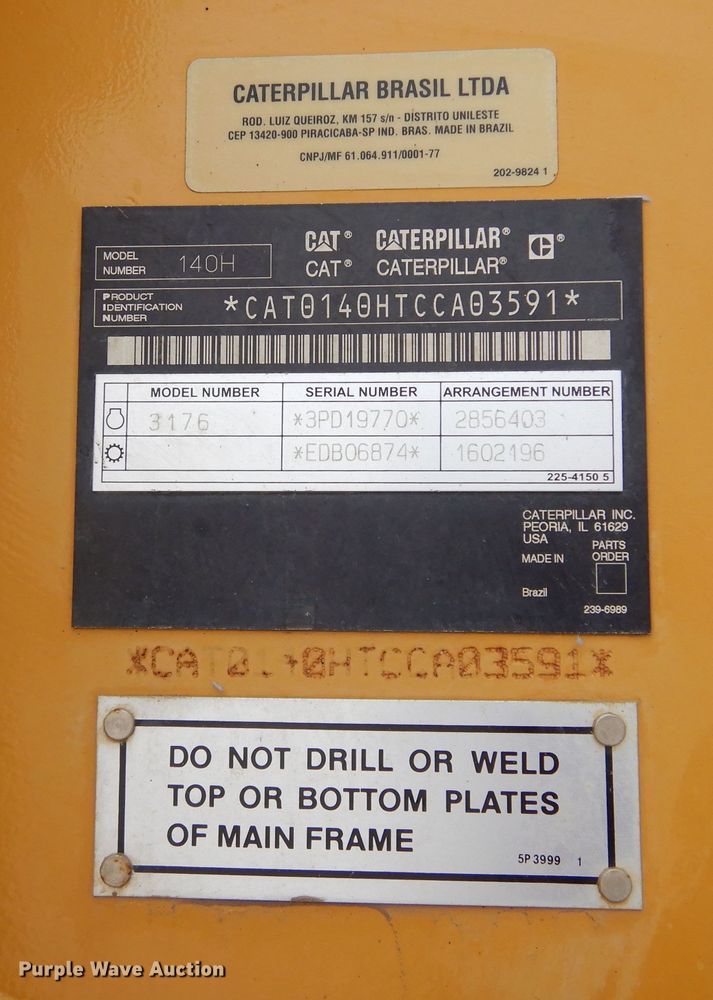 CATERPILLAR BRASIL LTDA
ROD. LUIZ QUEIROZ, KM 157 s/n - DISTRITO UNILESTE
CEP 13420-900 PIRACICABA-SP IND. BRAS. MADE IN BRAZIL
CNPJ/MF 61.064.911/0001-77
202-9824 1
MODEL NUMBER 140H
CAT® CATERPILLAR® C®
CAT® CATERPILLAR®
PRODUCT IDENTIFICATION NUMBER *CAT0140HTCCA03591*
MODEL NUMBER SERIAL NUMBER ARRANGEMENT NUMBER
3176 *3PD19770* 2856403
*EDB06874* 1602196
225-4150 5
CATERPILLAR INC.
PEORIA, IL 61629
USA
MADE IN PARTS ORDER
Brazil
239-6989
*CAT0140HTCCA03591*
DO NOT DRILL OR WELD
TOP OR BOTTOM PLATES
OF MAIN FRAME
5P3999 1
Purple Wave Auction